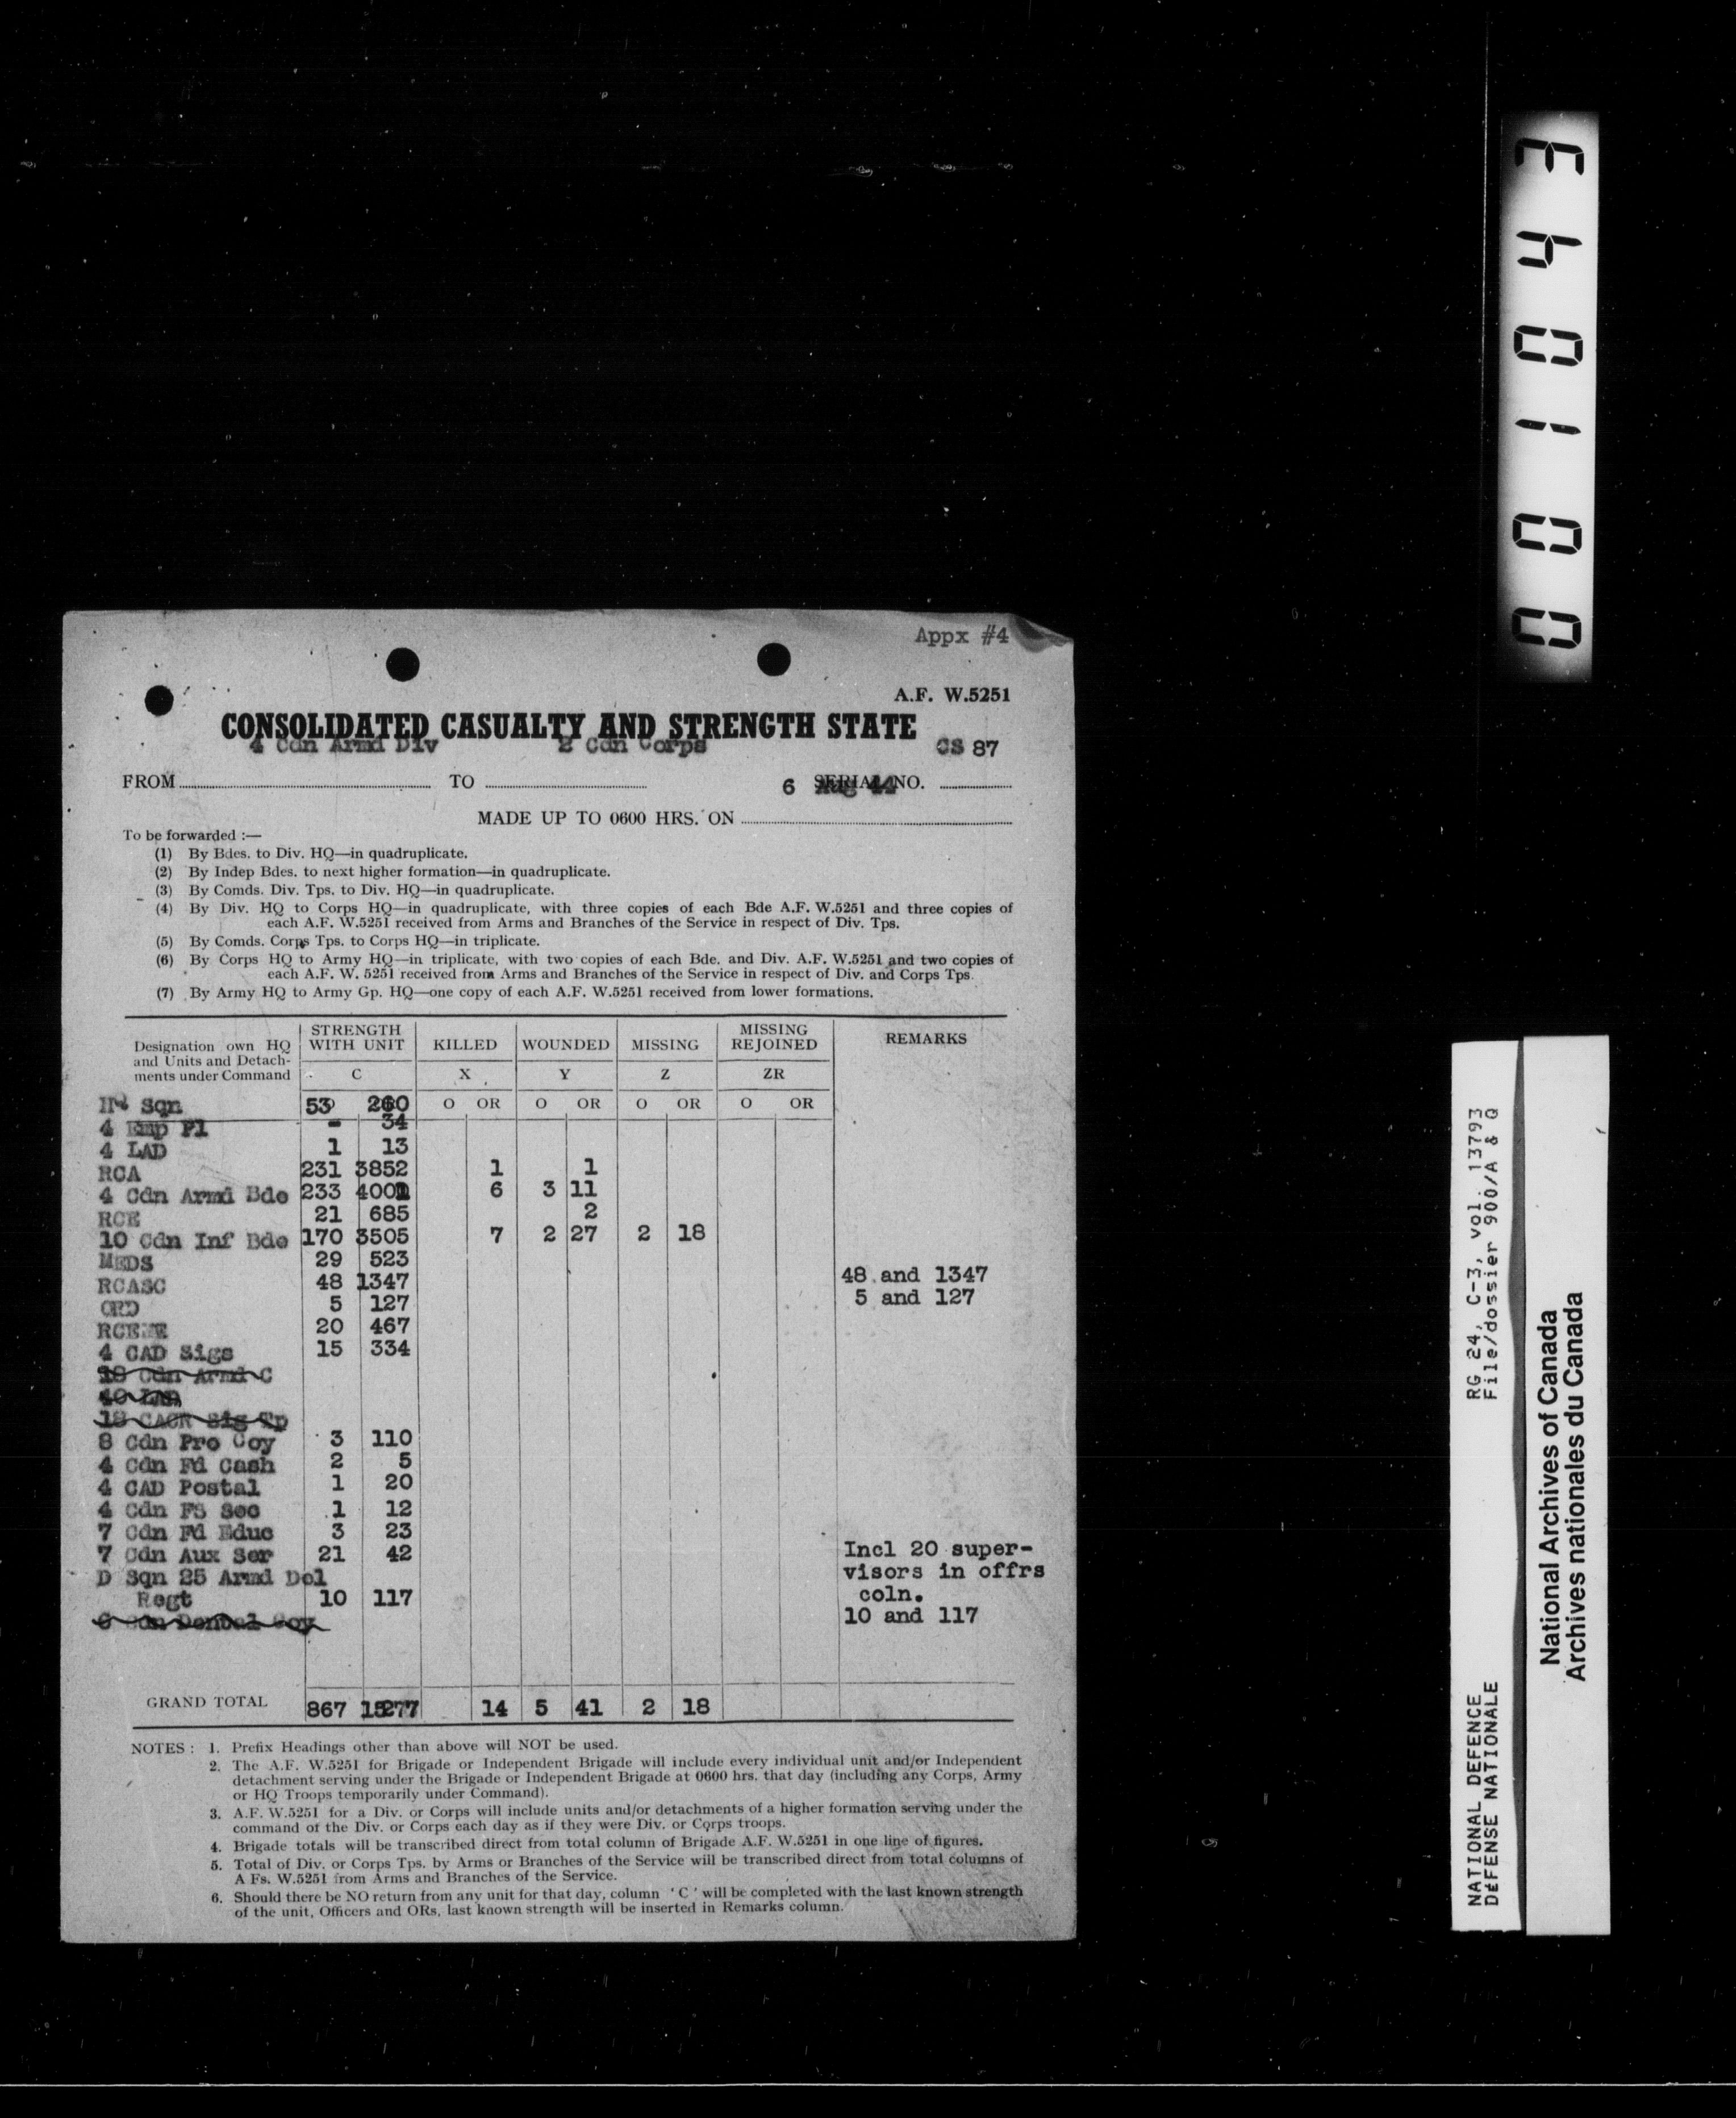 Appx #4
A.F. W.5251
CONSOLIDATED CASUALTY AND STRENGTH STATE
4 Cdn Armd Div 2 Cdn Corps CS 87
FROM TO SERIAL NO.
6 Aug 44
MADE UP TO 0600 HRS. ON
To be forwarded :—
(1) By Bdes. to Div. HQ—in quadruplicate.
(2) By Indep Bdes. to next higher formation—in quadruplicate.
(3) By Comds. Div. Tps. to Div. HQ—in quadruplicate.
(4) By Div. HQ to Corps HQ—in quadruplicate, with three copies of each Bde A.F. W.5251 and three copies of
each A.F. W.5251 received from Arms and Branches of the Service in respect of Div. Tps.
(5) By Comds. Corps Tps. to Corps HQ—in triplicate.
(6) By Corps HQ to Army HQ—in triplicate, with two copies of each Bde. and Div. A.F. W.5251 and two copies of
each A.F. W. 5251 received from Arms and Branches of the Service in respect of Div. and Corps Tps.
(7) By Army HQ to Army Gp. HQ—one copy of each A.F. W.5251 received from lower formations.
Designation own HQ
and Units and Detach-
ments under Command
STRENGTH
WITH UNIT
KILLED
WOUNDED
MISSING
MISSING
REJOINED
REMARKS
C X Y Z ZR
O OR O OR O OR O OR
Sqn 53 260
4 Emp Pl - 34
4 LAD 1 13
RCA 231 3852 1 1
4 Cdn Armd Bde 233 6 3 11
RCE 21 685 2
10 Cdn Inf Bde 170 3505 7 2 27 2 18
MEDS 29 523
RCASC 48 1347 48 and 1347
ORD 5 127 5 and 127
RCEME 20 467
4 CAD Sigs 15 334
18 Cdn Armd C
18 CACR Sig Tp
8 Cdn Pro Coy 3 110
4 Cdn Fd Cash 2 5
4 CAD Postal 1 20
4 Cdn FS Sec 1 12
7 Cdn Fd Educ 3 23
7 Cdn Aux Ser 21 42 Incl 20 super-
D Sqn 25 Armd Del visors in offrs
Regt 10 117 coln.
Cdn Dental Coy 10 and 117
GRAND TOTAL 867 14 5 41 2 18
NOTES : 1. Prefix Headings other than above will NOT be used.
2. The A.F. W.5251 for Brigade or Independent Brigade will include every individual unit and/or Independent
detachment serving under the Brigade or Independent Brigade at 0600 hrs. that day (including any Corps, Army
or HQ Troops temporarily under Command).
3. A.F. W.5251 for a Div. or Corps will include units and/or detachments of a higher formation serving under the
command of the Div. or Corps each day as if they were Div. or Corps troops.
4. Brigade totals will be transcribed direct from total column of Brigade A.F. W.5251 in one line of figures.
5. Total of Div. or Corps Tps. by Arms or Branches of the Service will be transcribed direct from total columns of
A Fs. W.5251 from Arms and Branches of the Service.
6. Should there be NO return from any unit for that day, column ' C ' will be completed with the last known strength
of the unit, Officers and ORs, last known strength will be inserted in Remarks column.
001043
NATIONAL DEFENCE RG 24, C-3, vol. 13793
DÉFENSE NATIONALE File/dossier 900/A & Q
National Archives of Canada
Archives nationales du Canada